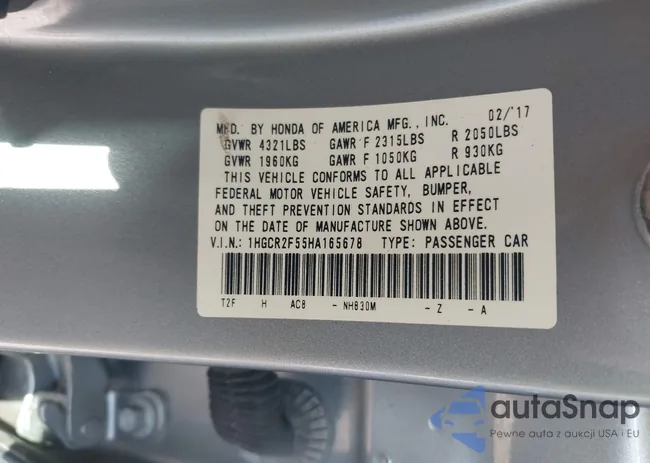 MFD. BY HONDA OF AMERICA MFG., INC. 02/'17
GVWR 4321LBS GAWR F 2315LBS R 2050LBS
GVWR 1960KG GAWR F 1050KG R 930KG
THIS VEHICLE CONFORMS TO ALL APPLICABLE
FEDERAL MOTOR VEHICLE SAFETY, BUMPER,
AND THEFT PREVENTION STANDARDS IN EFFECT
ON THE DATE OF MANUFACTURE SHOWN ABOVE.
V.I.N.: 1HGCR2F55HA165678 TYPE: PASSENGER CAR
T2F H AC8 - NH830M - Z - A
autaSnap
Pewne auta z aukcji USA i EU